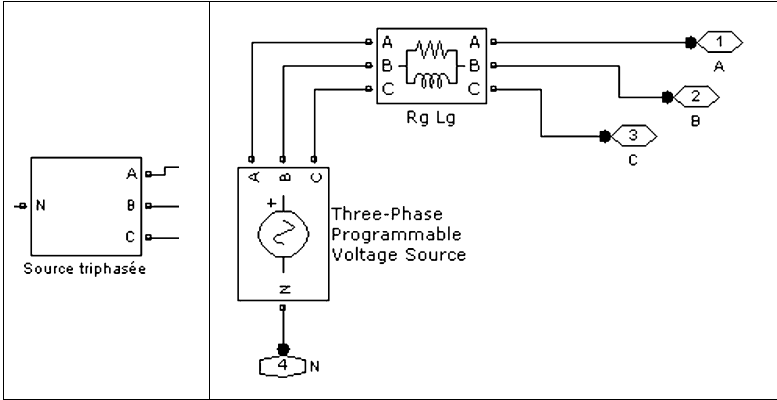 A
N
B
C
Source triphasée
A A
B B
C C
Rg Lg
1
A
2
B
3
C
A B C
+
Three-Phase
Programmable
Voltage Source
N
4
N